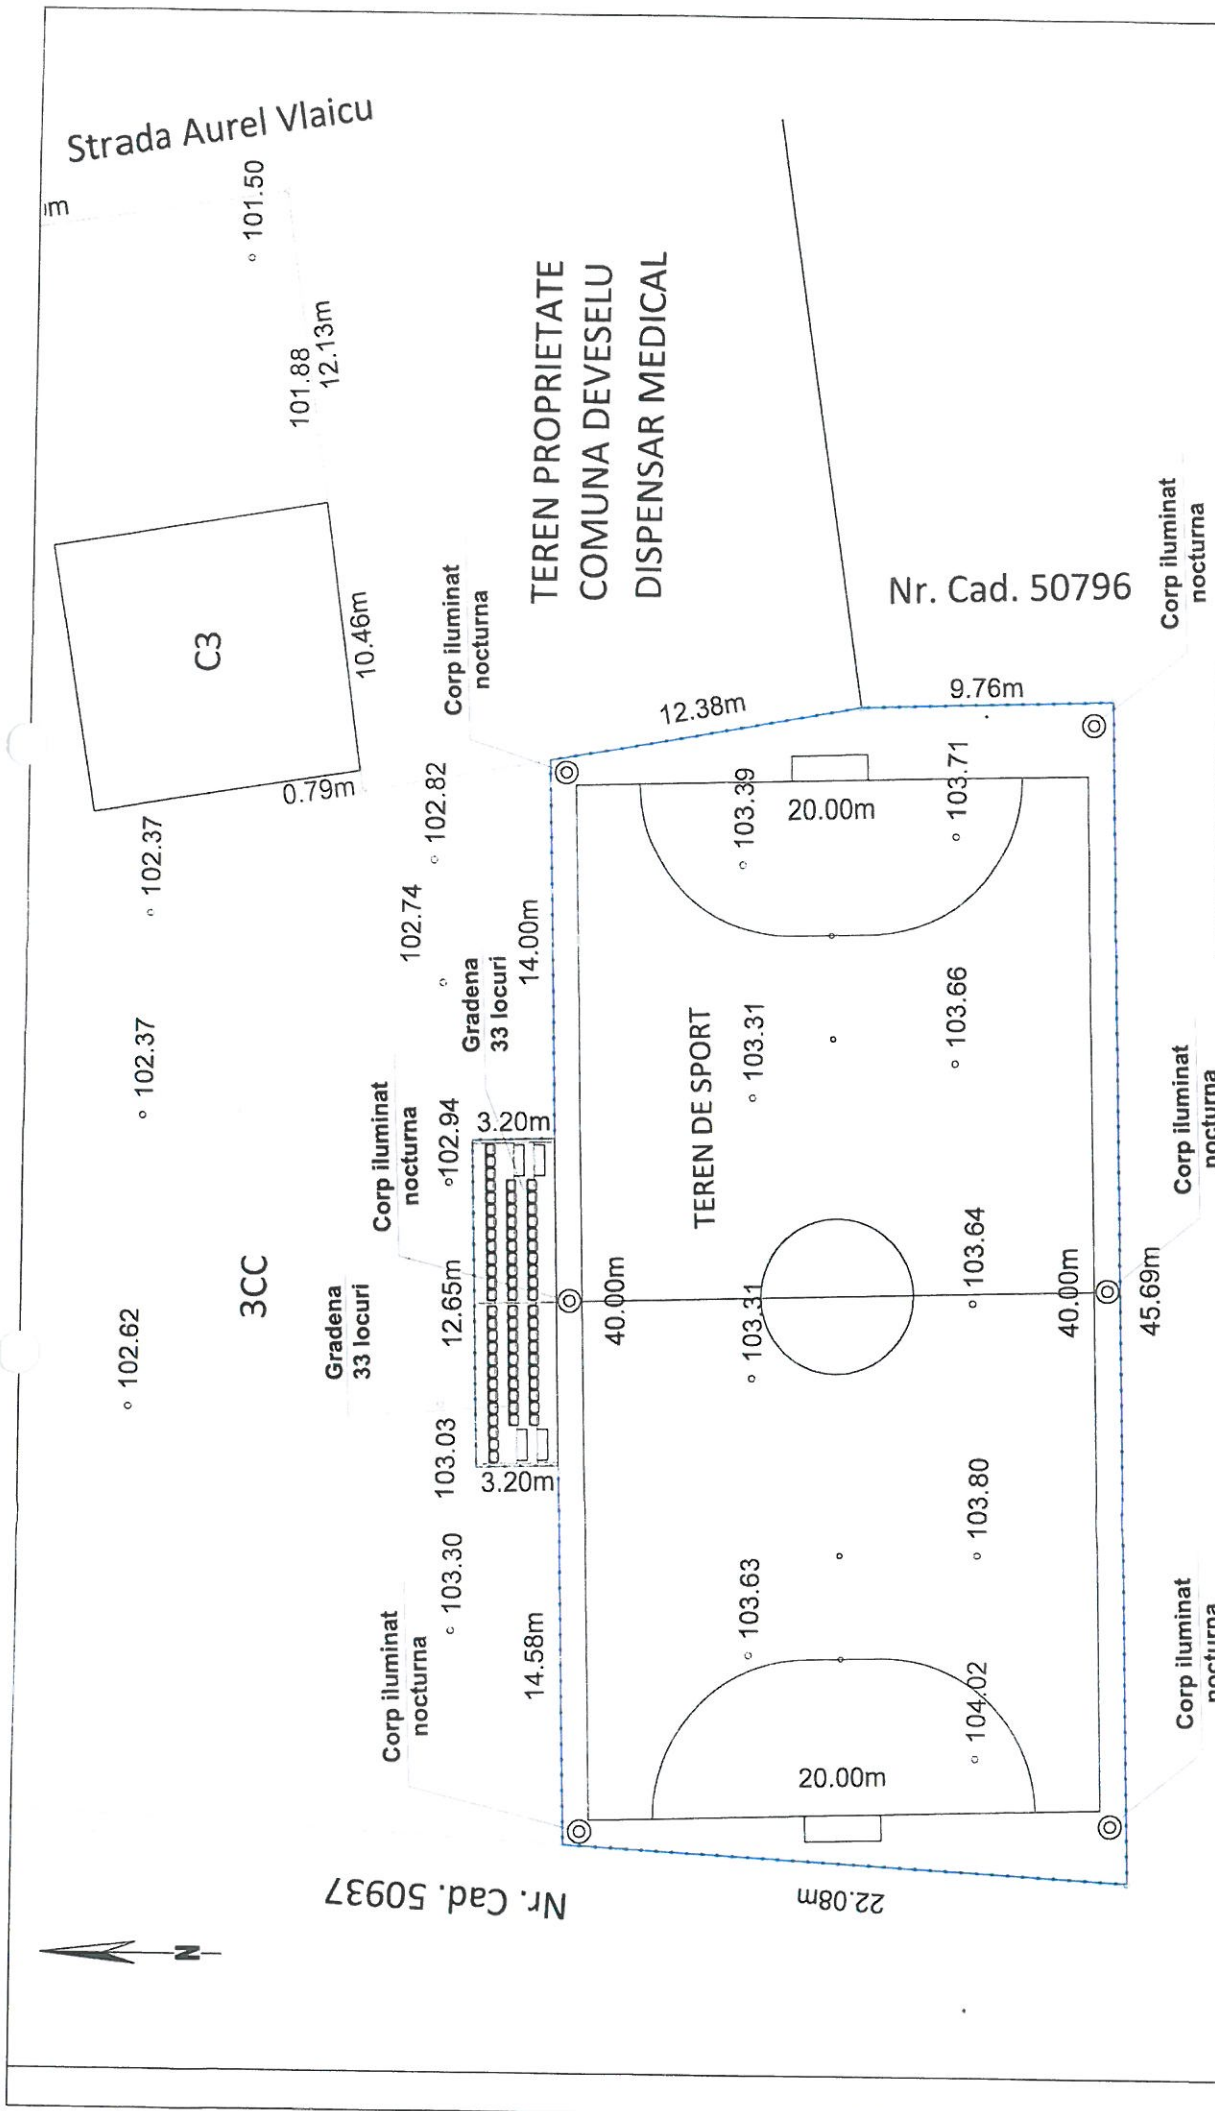 Strada Aurel Vlaicu
m
101.50
101.88
12.13m
TEREN PROPRIETATE
COMUNA DEVESELU
DISPENSAR MEDICAL
C3
10.46m
0.79m
Corp iluminat
nocturna
Nr. Cad. 50796
Corp iluminat
nocturna
12.38m
9.76m
102.37
102.82
102.74
103.39
20.00m
103.71
14.00m
Gradena
33 locuri
102.37
103.31
103.66
TEREN DE SPORT
Corp iluminat
nocturna
102.94
3.20m
Corp iluminat
nocturna
3CC
Gradena
33 locuri
12.65m
40.00m
103.31
103.64
40.00m
45.69m
102.62
103.03
3.20m
103.30
103.80
103.63
14.58m
Corp iluminat
nocturna
104.02
20.00m
Corp iluminat
nocturna
Nr. Cad. 50937
22.08m
N